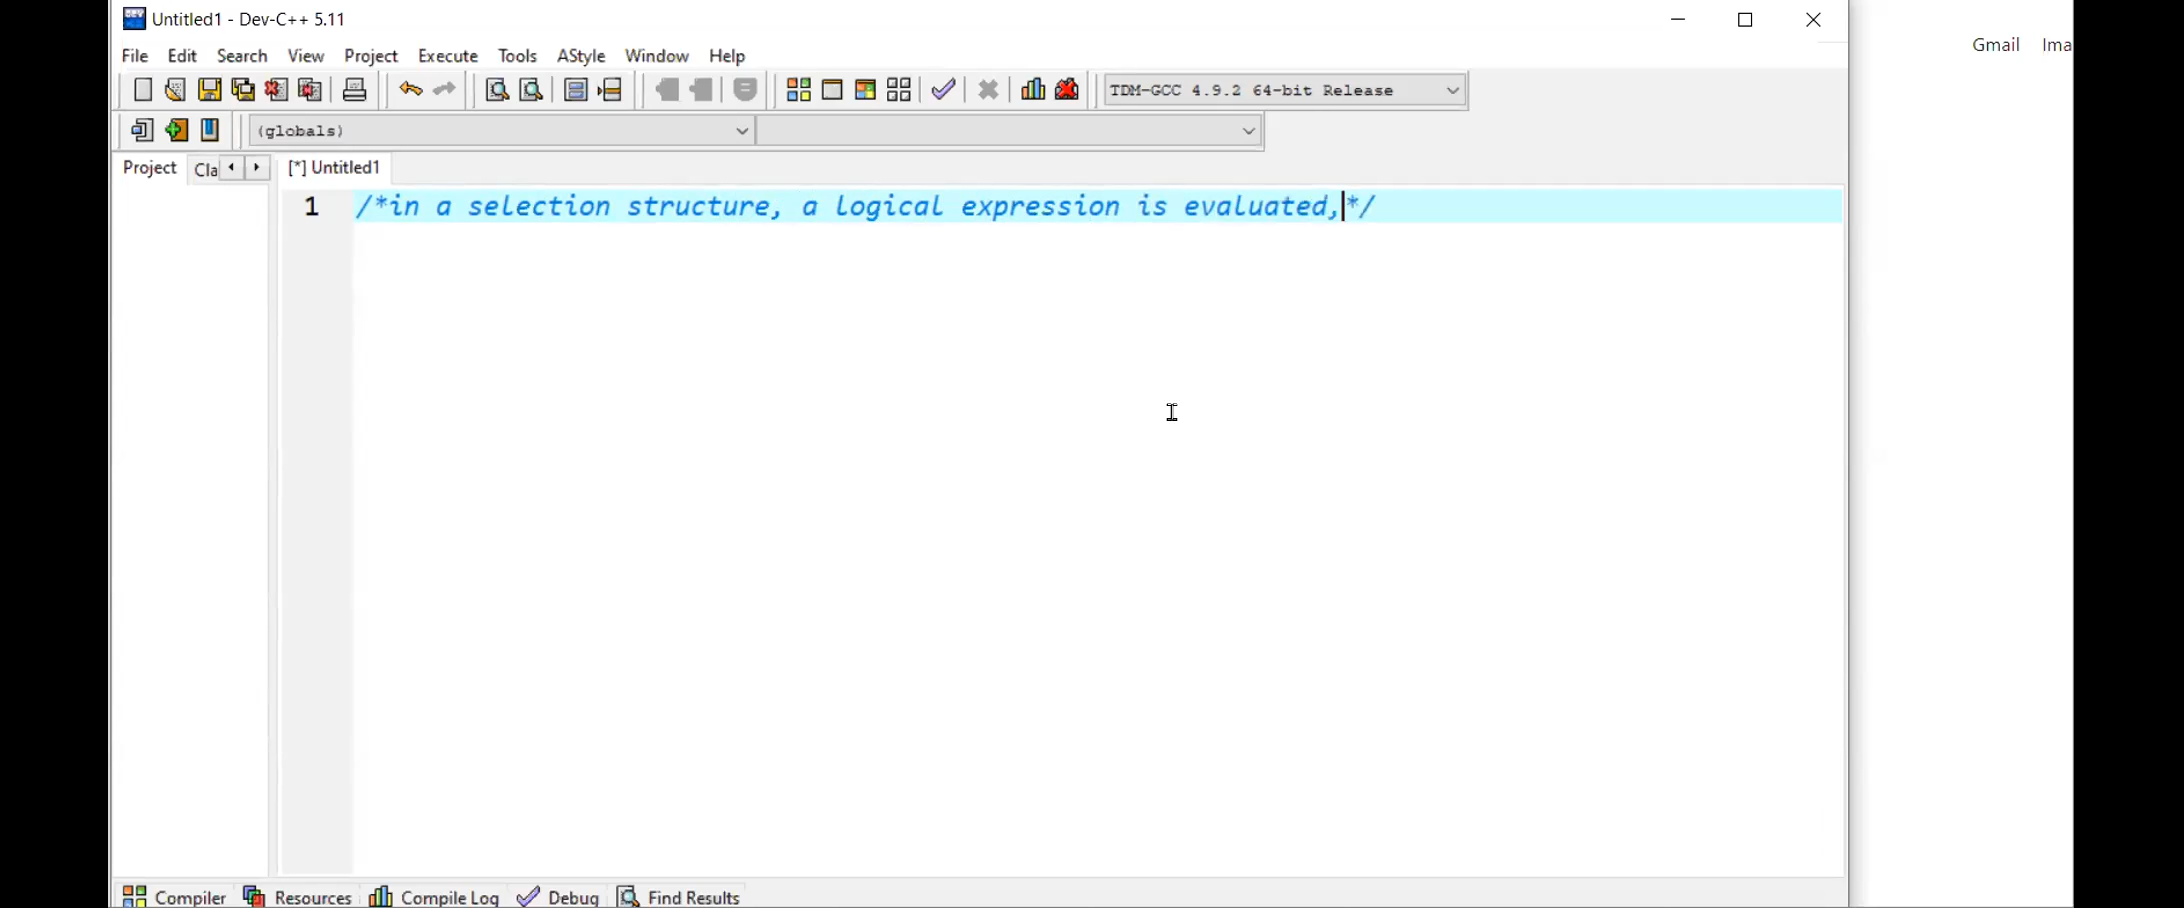 Untitled1 - Dev-C++ 5.11
Gmail Ima
File Edit Search View Project Execute Tools AStyle Window Help
TDM-GCC 4.9.2 64-bit Release
(globals)
Project Cla [*] Untitled1
1 /*in a selection structure, a logical expression is evaluated,*/
Compiler Resources Compile Log Debug Find Results